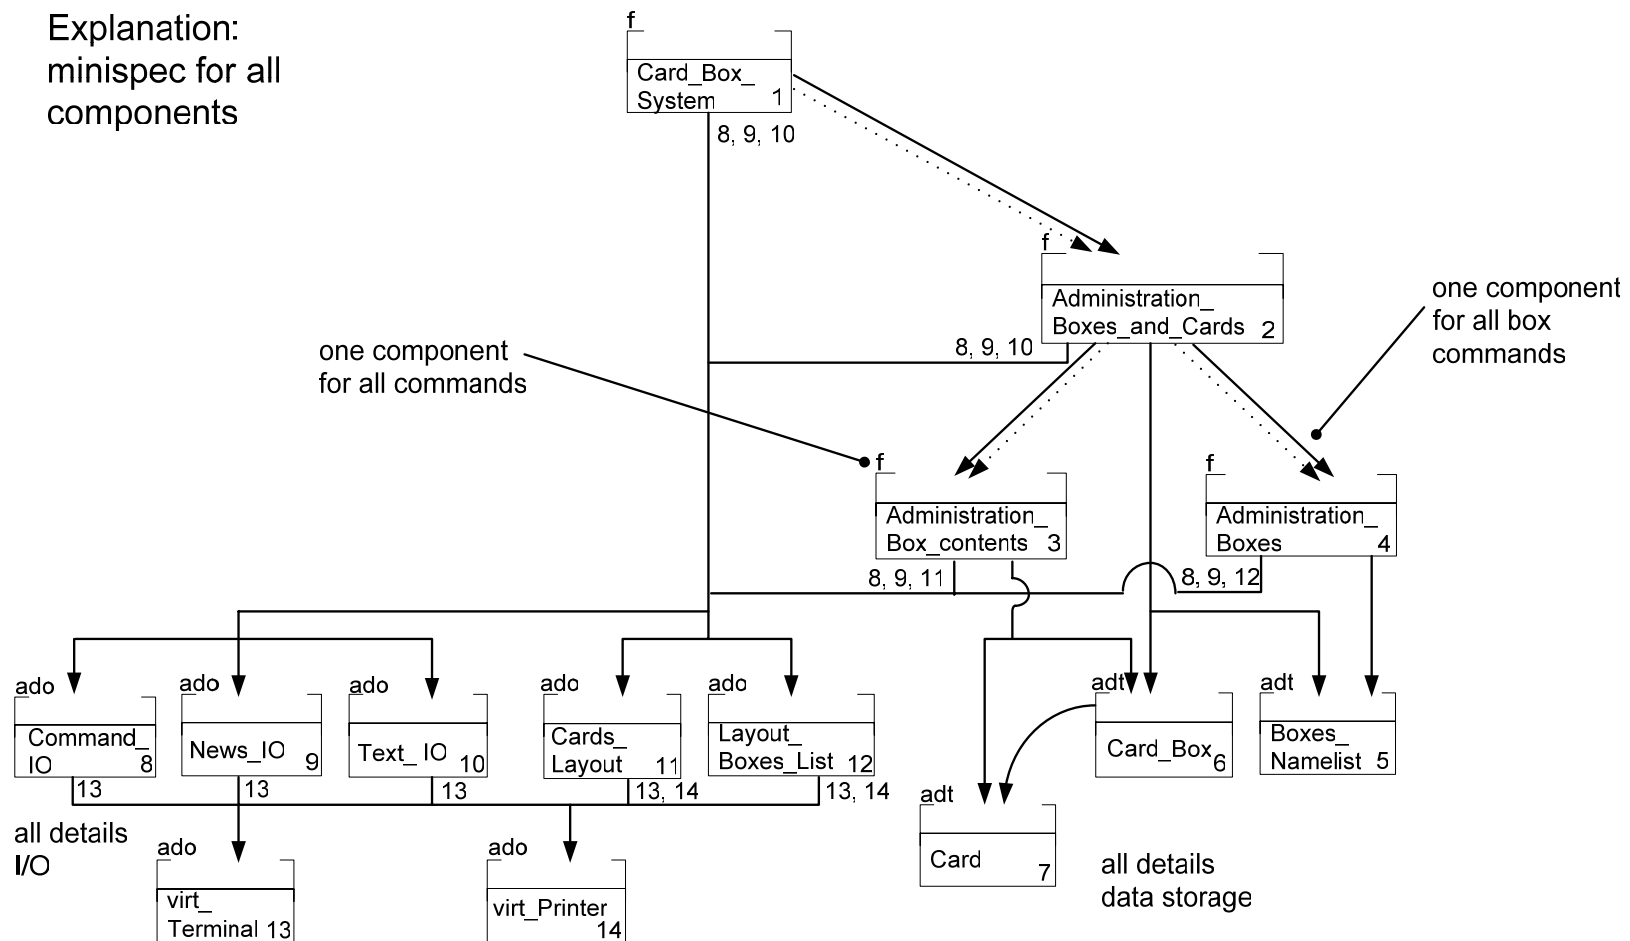 Explanation:
minispec for all
components
f
Card_Box_
System 1
8, 9, 10
f
Administration_
Boxes_and_Cards 2
8, 9, 10
one component
for all box
commands
one component
for all commands
f
Administration_
Box_contents 3
8, 9, 11
f
Administration_
Boxes 4
8, 9, 12
ado
Command_
IO 8
13
ado
News_IO 9
13
ado
Text_ IO 10
13
ado
Cards_
Layout 11
13, 14
ado
Layout_
Boxes_List 12
13, 14
adt
Card_Box 6
adt
Boxes_
Namelist 5
all details
I/O
ado
virt_
Terminal 13
ado
virt_Printer
14
adt
Card 7
all details
data storage